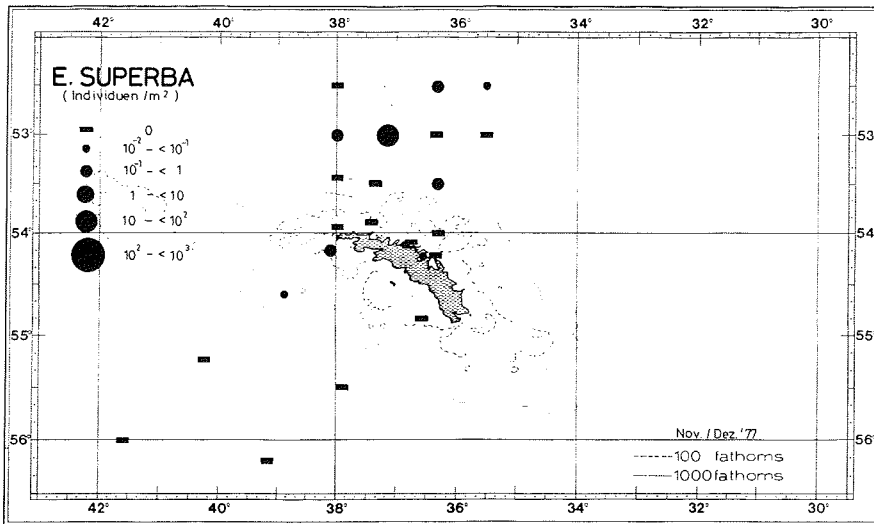 42° 40° 38° 36° 34° 32° 30°
E. SUPERBA
( Individuen /m² )
0
10⁻² – <10⁻¹
10⁻¹ – < 1
1 – <10
10 – <10²
10² – <10³
53° 53°
54° 54°
55° 55°
56° 56°
Nov. / Dez. '77
100 fathoms
1000 fathoms
42° 40° 38° 36° 34° 32° 30°